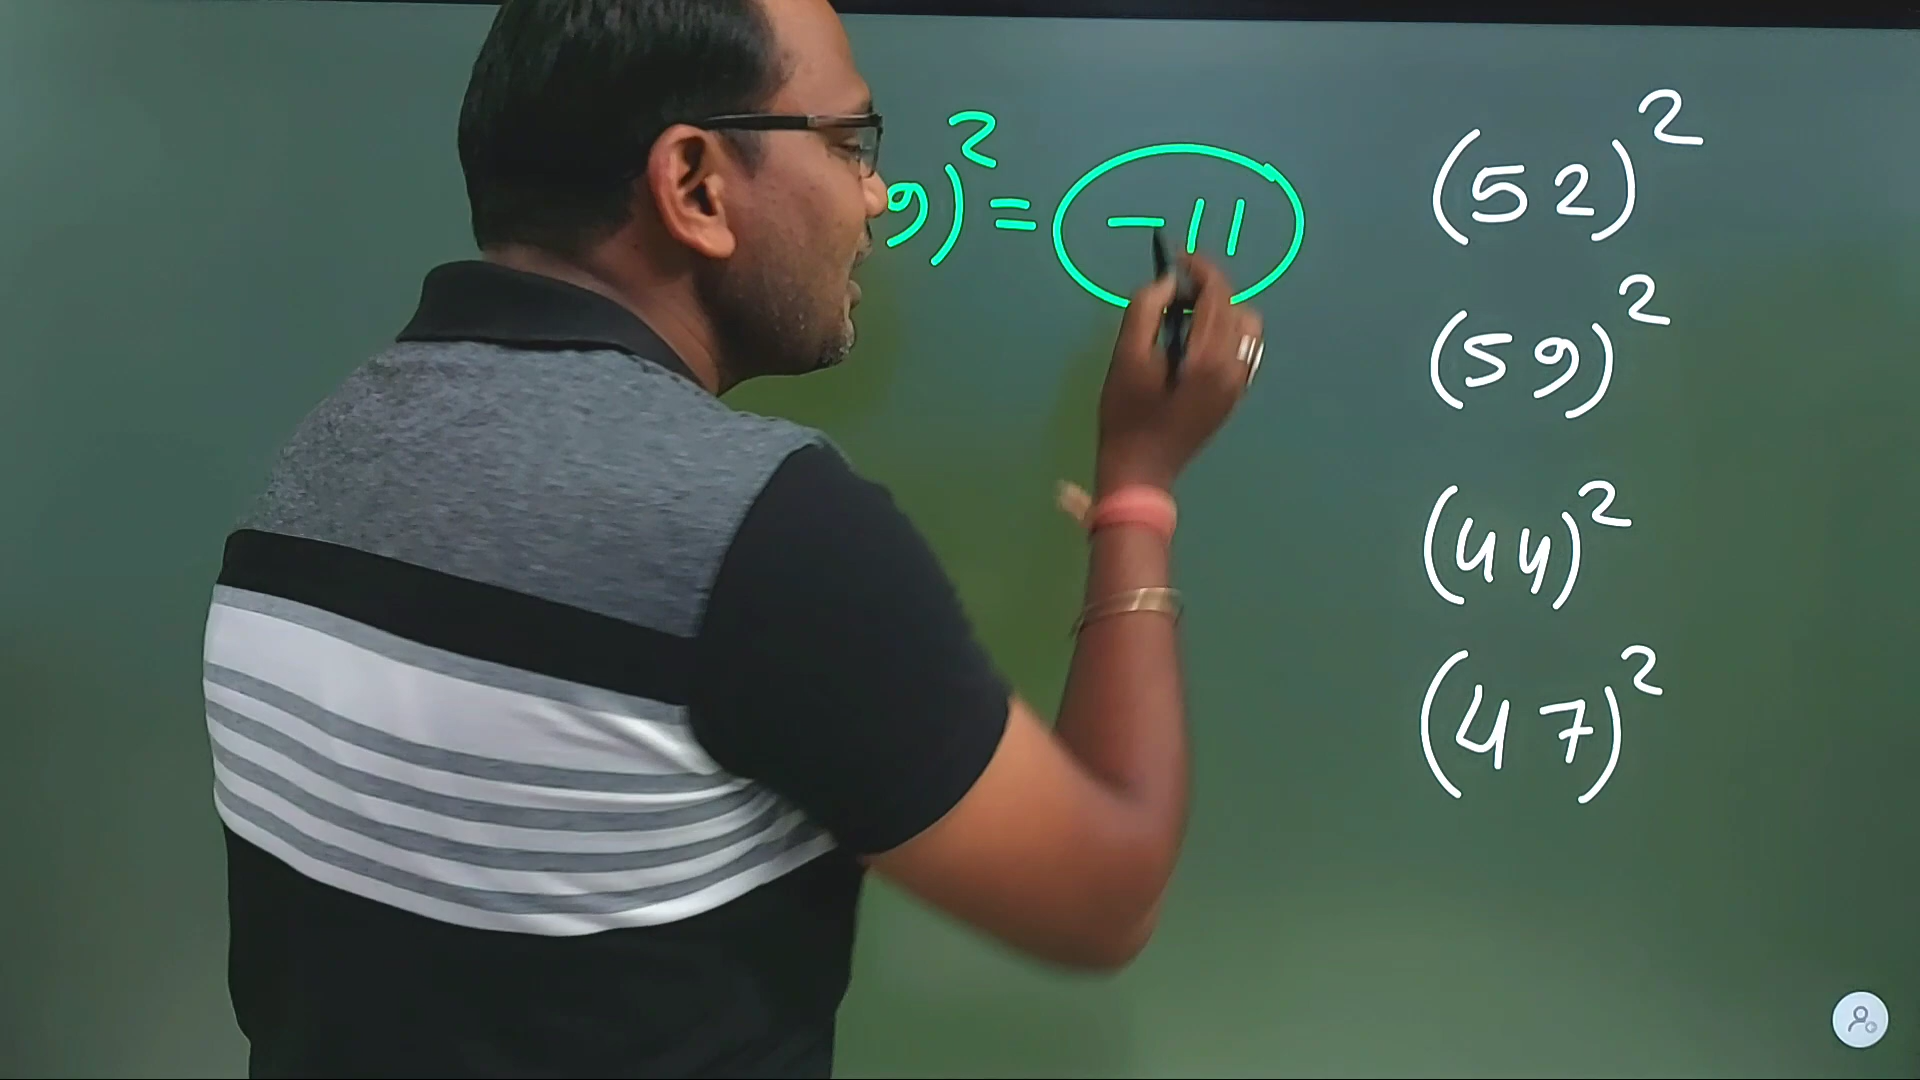 9)² = -11
(52)²
(59)²
(44)²
(47)²